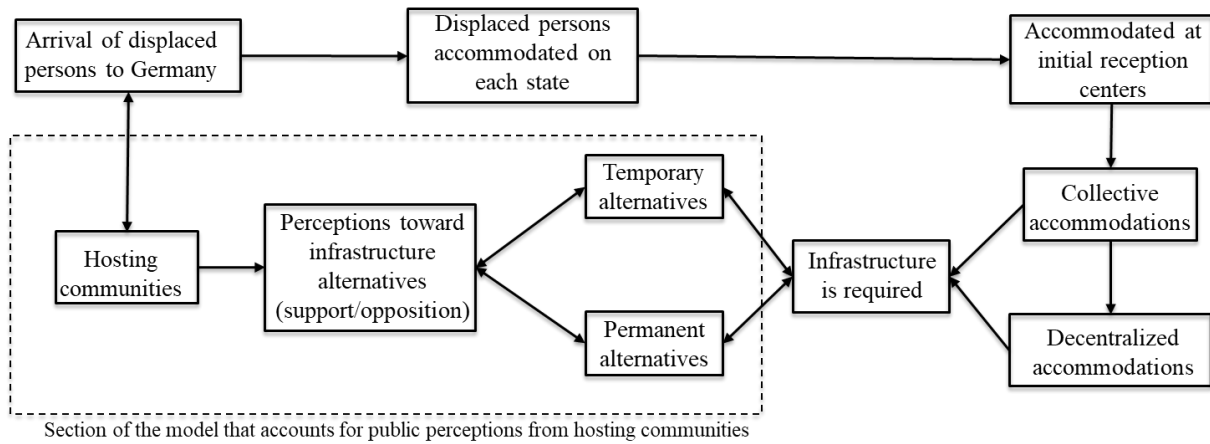 Arrival of displaced
persons to Germany
Displaced persons
accommodated on
each state
Accommodated at
initial reception
centers
Hosting
communities
Perceptions toward
infrastructure
alternatives
(support/opposition)
Temporary
alternatives
Permanent
alternatives
Infrastructure
is required
Collective
accommodations
Decentralized
accommodations
Section of the model that accounts for public perceptions from hosting communities